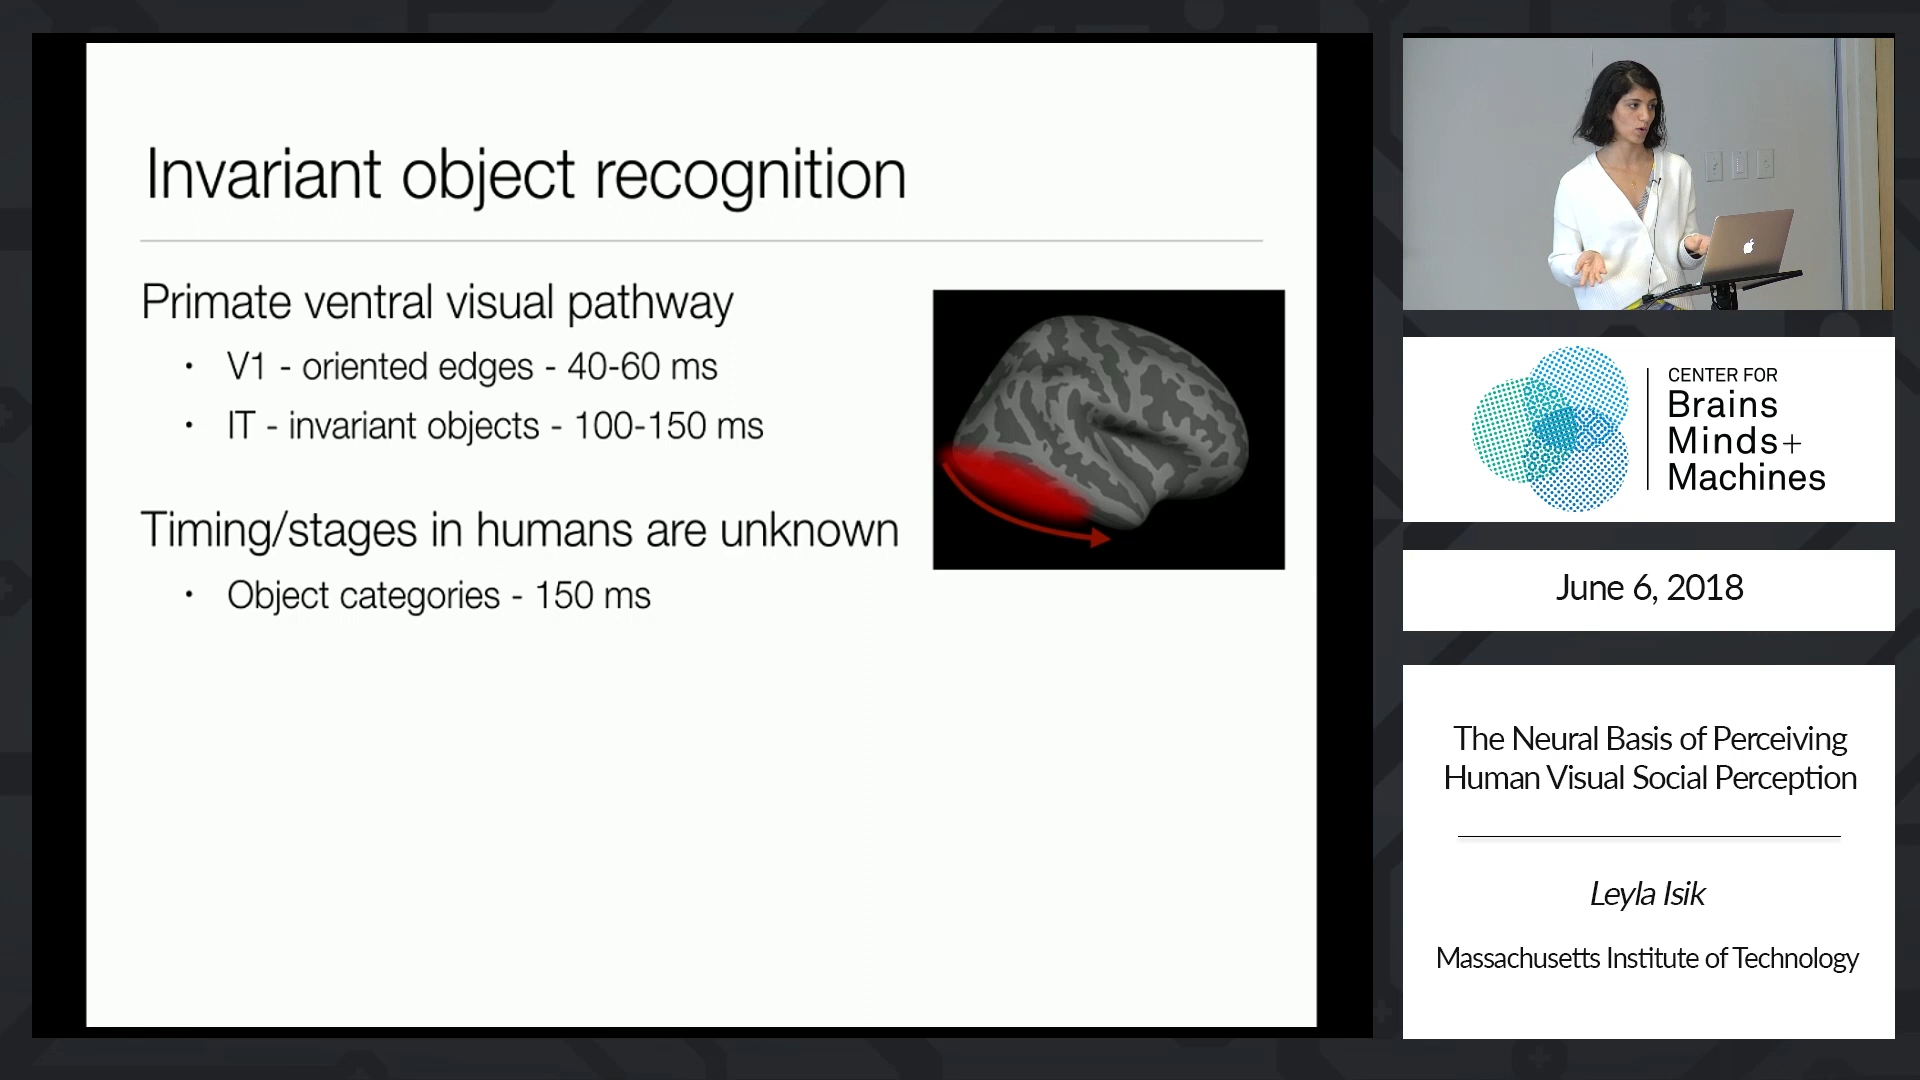 Invariant object recognition
Primate ventral visual pathway
• V1 - oriented edges - 40-60 ms
• IT - invariant objects - 100-150 ms
Timing/stages in humans are unknown
• Object categories - 150 ms
CENTER FOR
Brains
Minds+
Machines
June 6, 2018
The Neural Basis of Perceiving
Human Visual Social Perception
Leyla Isik
Massachusetts Institute of Technology